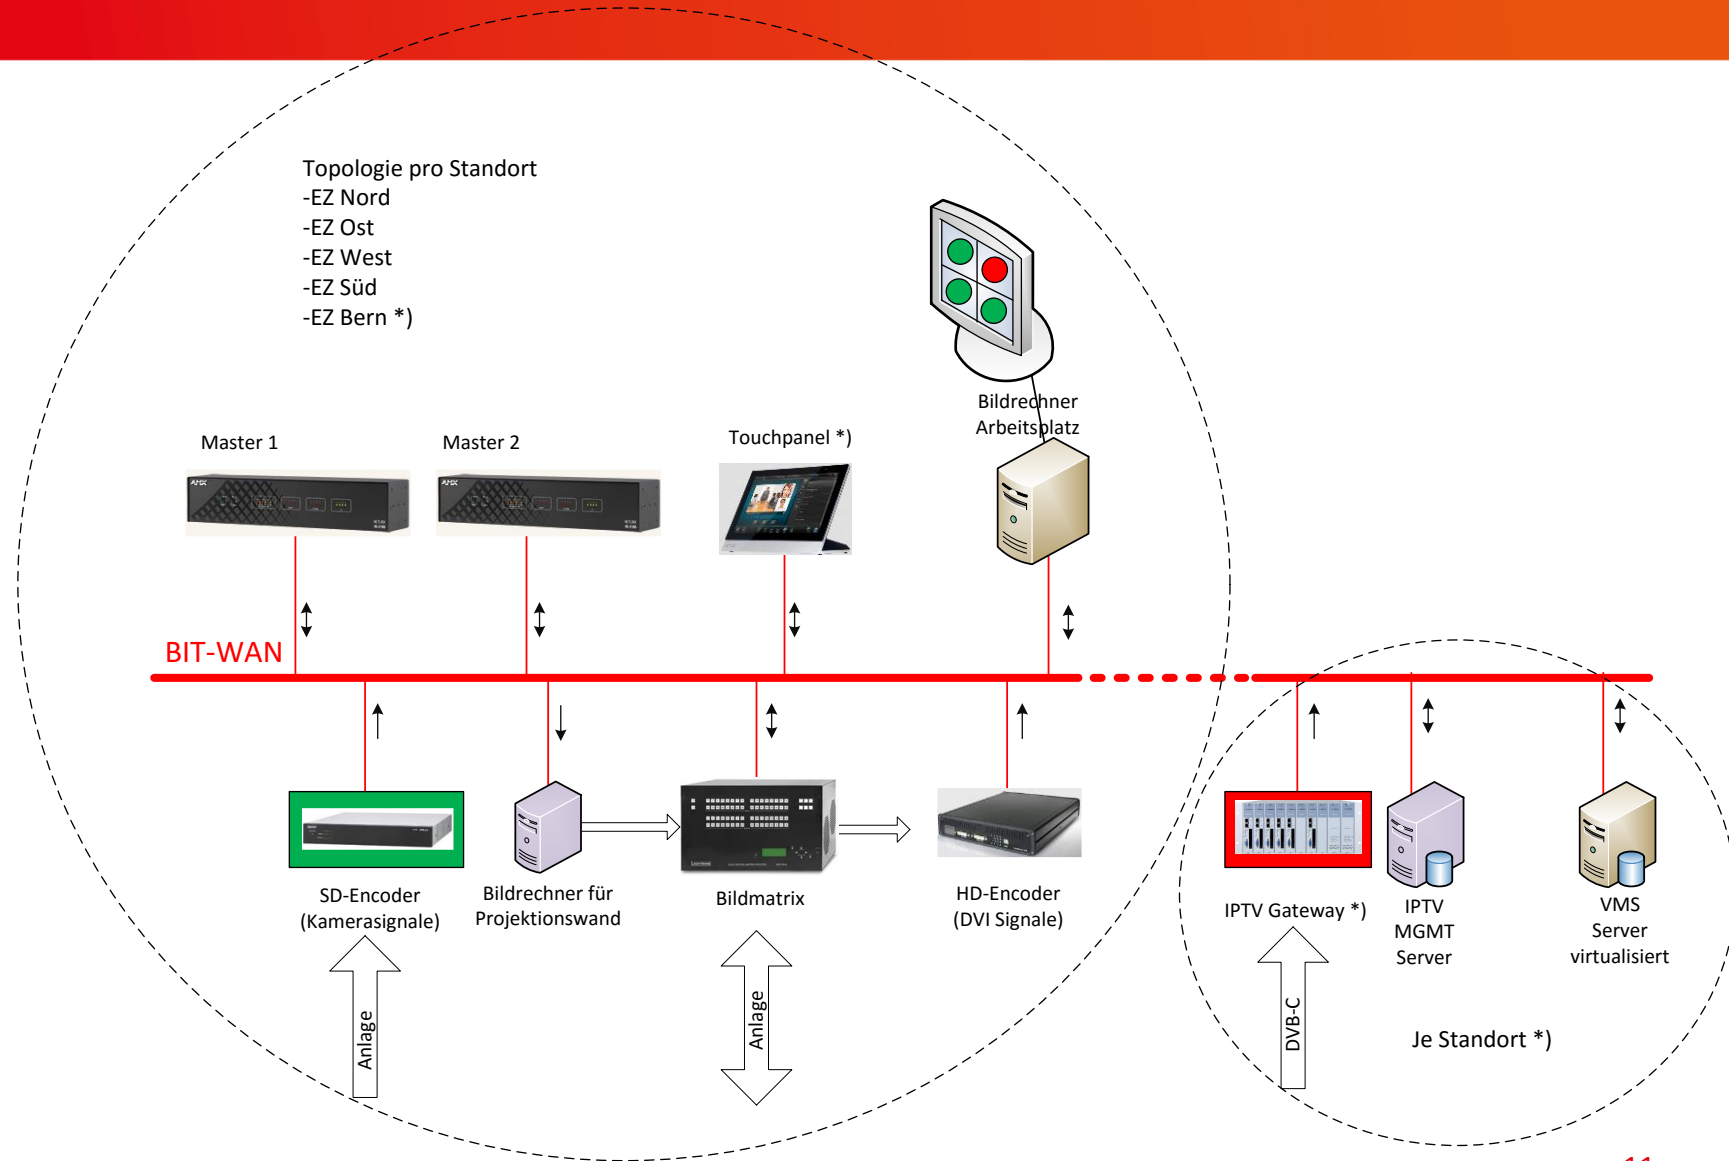 Topologie pro Standort
-EZ Nord
-EZ Ost
-EZ West
-EZ Süd
-EZ Bern *)
Bildrechner
Arbeitsplatz
Master 1
Master 2
Touchpanel *)
AMX
AMX
BIT-WAN
SD-Encoder
(Kamerasignale)
Bildrechner für
Projektionswand
Bildmatrix
HD-Encoder
(DVI Signale)
IPTV Gateway *)
IPTV
MGMT
Server
VMS
Server
virtualisiert
Anlage
Anlage
DVB-C
Je Standort *)